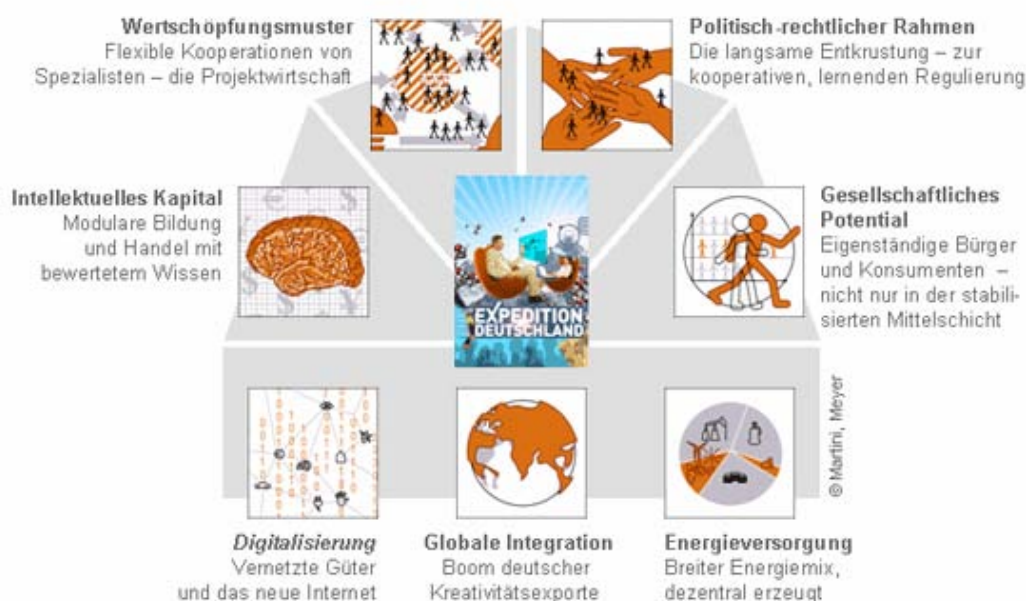 Wertschöpfungsmuster
Flexible Kooperationen von
Spezialisten – die Projektwirtschaft
Politisch-rechtlicher Rahmen
Die langsame Entkrustung – zur
kooperativen, lernenden Regulierung
Intellektuelles Kapital
Modulare Bildung
und Handel mit
bewertetem Wissen
EXPEDITION
DEUTSCHLAND
Gesellschaftliches
Potential
Eigenständige Bürger
und Konsumenten –
nicht nur in der stabili-
sierten Mittelschicht
© Martini, Meyer
Digitalisierung
Vernetzte Güter
und das neue Internet
Globale Integration
Boom deutscher
Kreativitätsexporte
Energieversorgung
Breiter Energiemix,
dezentral erzeugt